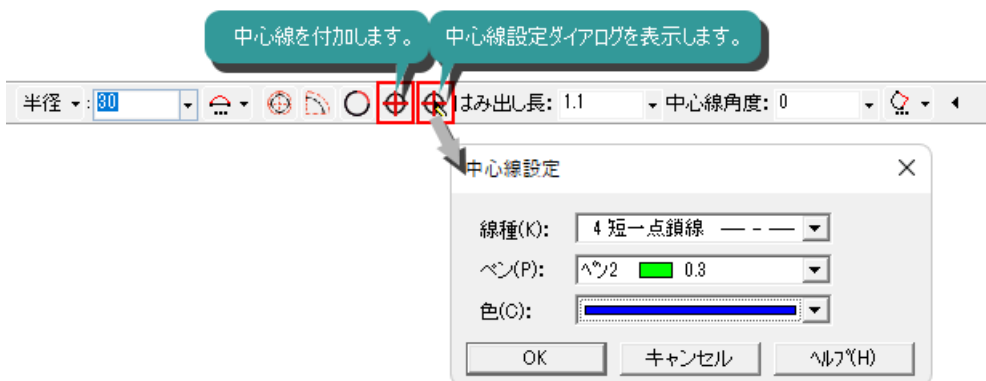 中心線を付加します。 中心線設定ダイアログを表示します。
半径 : 30 はみ出し長: 1.1 中心線角度: 0
中心線設定
線種(K): 4 短一点鎖線
ペン(P): ペン2 0.3
色(C):
OK キャンセル ヘルプ(H)